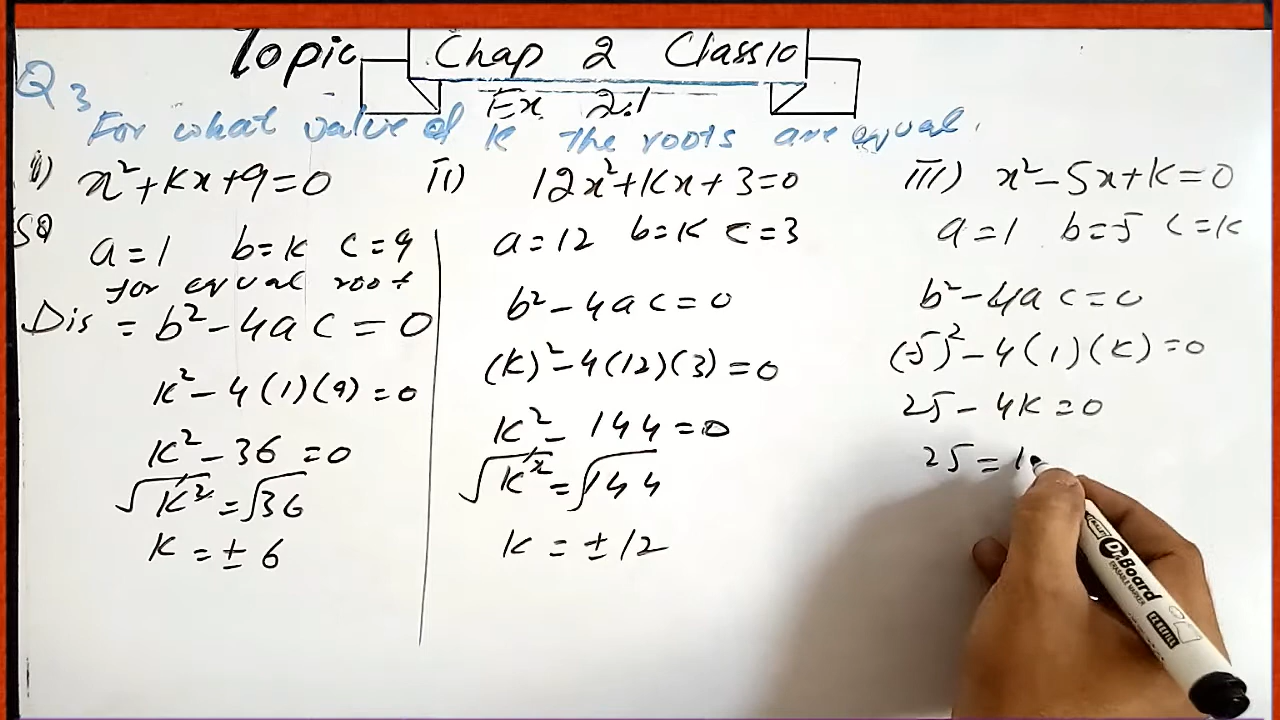 Topic Chap 2 Class 10
Ex 2.1
Q3 For what value of k the roots are equal.
i) x²+kx+9=0
Sol
a=1 b=k c=9
for equal root
Dis = b²-4ac=0
k²-4(1)(9)=0
k²-36=0
√k²=√36
k=±6
ii) 12x²+kx+3=0
a=12 b=k c=3
b²-4ac=0
(k)²-4(12)(3)=0
k²-144=0
√k²=√144
k=±12
iii) x²-5x+k=0
a=1 b=-5 c=k
b²-4ac=0
(-5)²-4(1)(k)=0
25-4k=0
25=
Dr.Board
ERASABLE MARKER